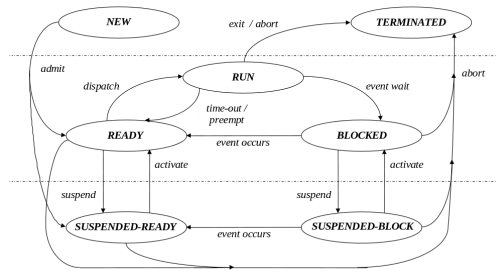 NEW
TERMINATED
exit / abort
admit
RUN
abort
dispatch
event wait
time-out /
preempt
READY
BLOCKED
event occurs
activate
activate
suspend
suspend
SUSPENDED-READY
SUSPENDED-BLOCK
event occurs